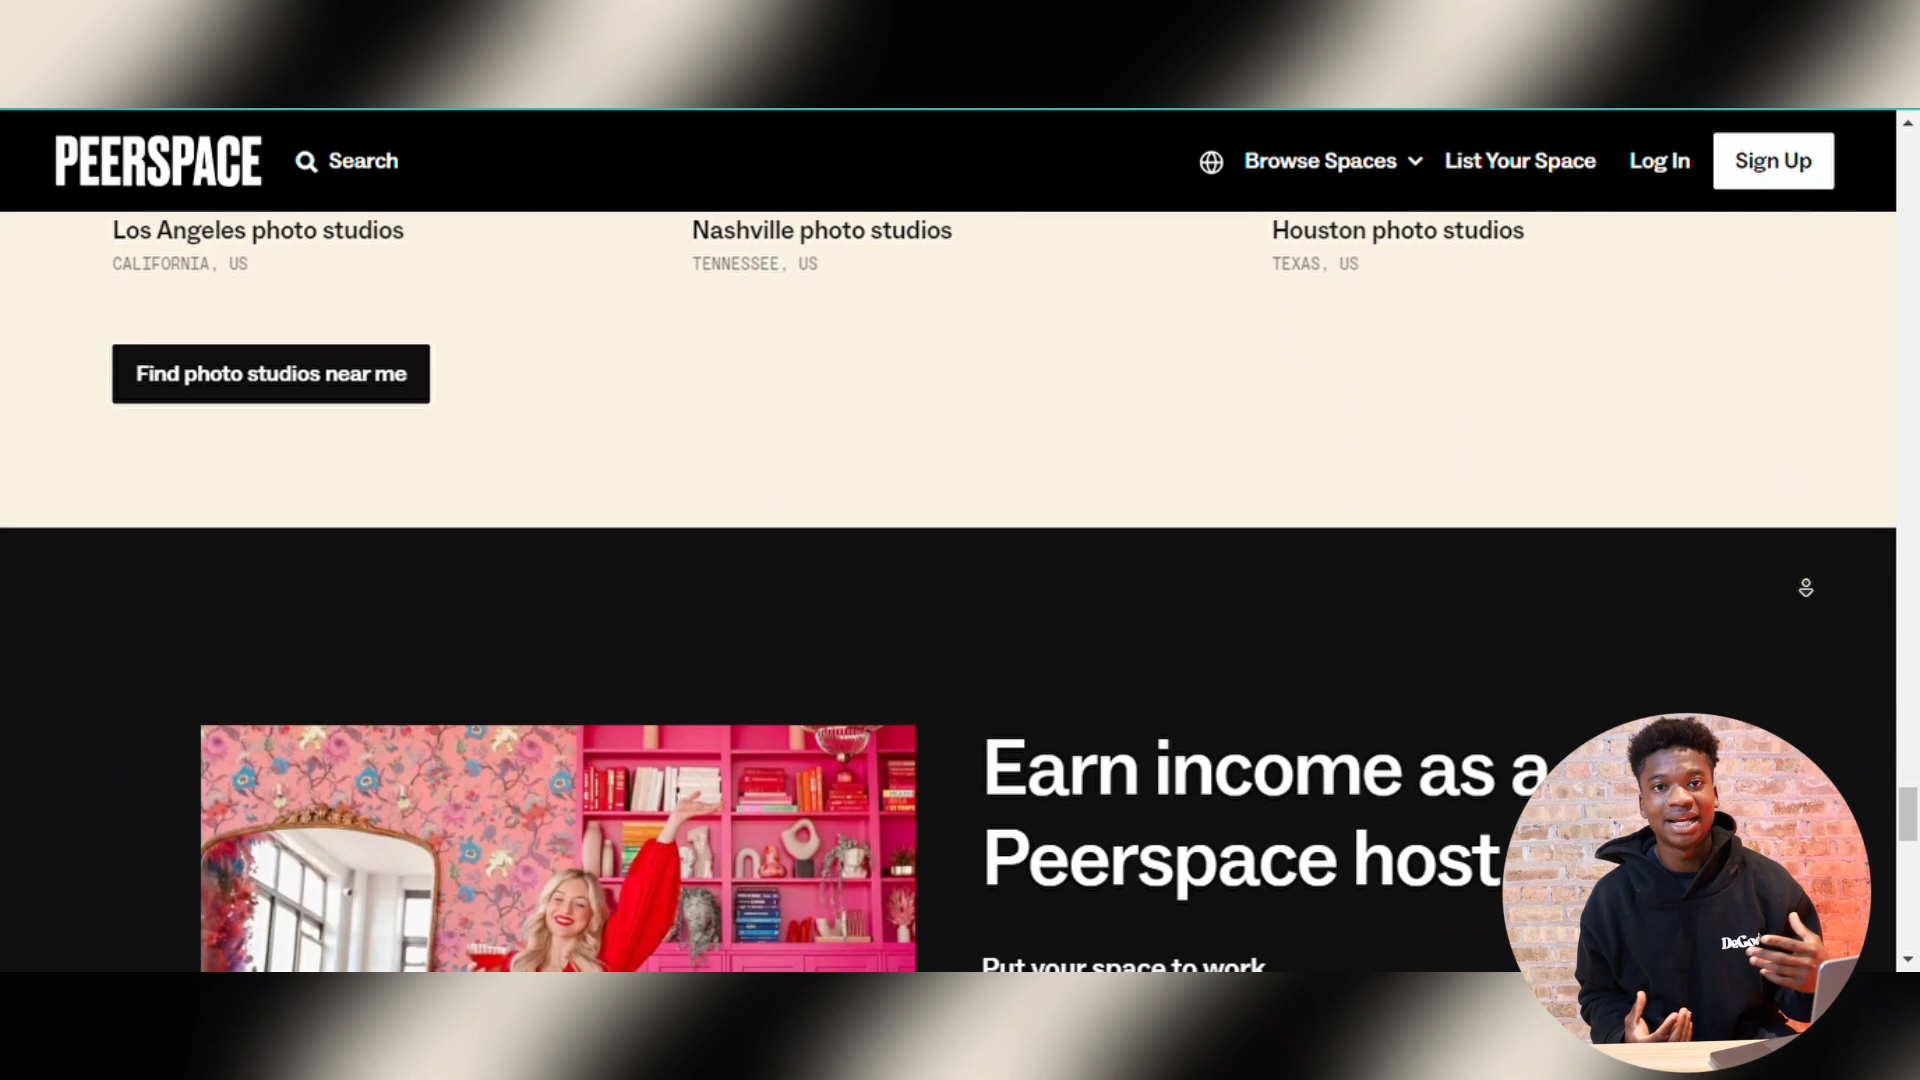 PEERSPACE
Search
Browse Spaces
List Your Space
Log In
Sign Up
Los Angeles photo studios
CALIFORNIA, US
Nashville photo studios
TENNESSEE, US
Houston photo studios
TEXAS, US
Find photo studios near me
Earn income as a
Peerspace host
Put your space to work